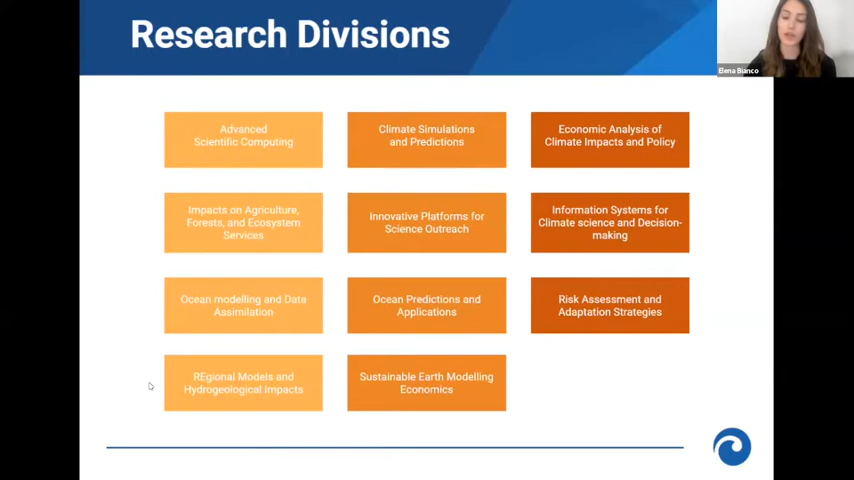 Research Divisions
Elena Bianco
Advanced
Scientific Computing
Climate Simulations
and Predictions
Economic Analysis of
Climate Impacts and Policy
Impacts on Agriculture,
Forests, and Ecosystem
Services
Innovative Platforms for
Science Outreach
Information Systems for
Climate science and Decision-
making
Ocean modelling and Data
Assimilation
Ocean Predictions and
Applications
Risk Assessment and
Adaptation Strategies
REgional Models and
Hydrogeological Impacts
Sustainable Earth Modelling
Economics